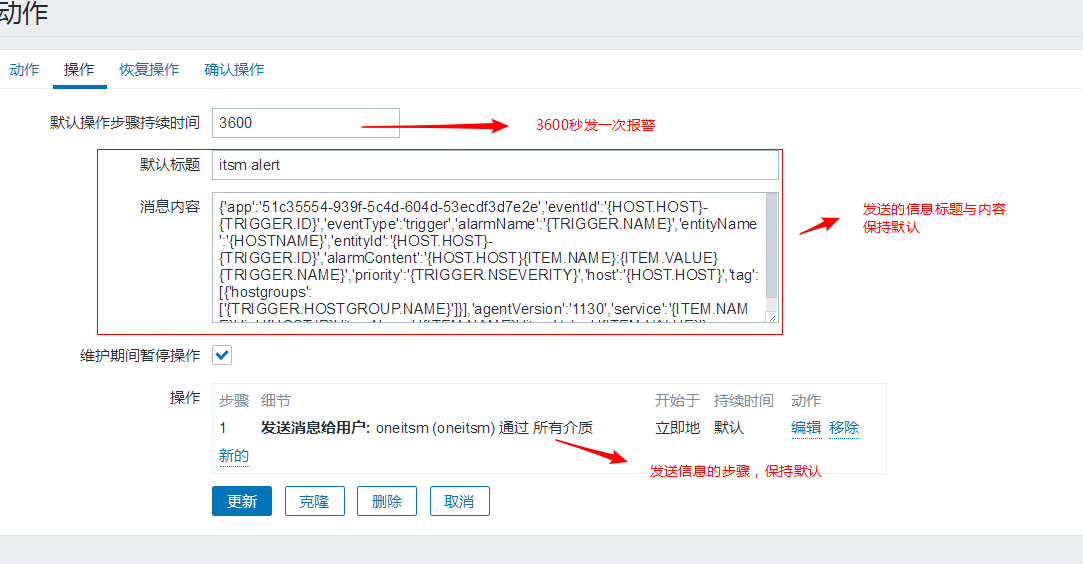 动作
动作 操作 恢复操作 确认操作
默认操作步骤持续时间 3600 3600秒发一次报警
默认标题 itsm alert
消息内容 {'app':'51c35554-939f-5c4d-604d-53ecdf3d7e2e','eventId':'{HOST.HOST}-
{TRIGGER.ID}','eventType':'trigger','alarmName':'{TRIGGER.NAME}','entityName
':'{HOSTNAME}','entityId':'{HOST.HOST}-
{TRIGGER.ID}','alarmContent':'{HOST.HOST}{ITEM.NAME}:{ITEM.VALUE}
{TRIGGER.NAME}','priority':'{TRIGGER.NSEVERITY}','host':'{HOST.HOST}','tag':
[{'hostgroups':
['{TRIGGER.HOSTGROUP.NAME}']}],'agentVersion':'1130','service':'{ITEM.NAM
发送的信息标题与内容
保持默认
维护期间暂停操作
操作 步骤 细节 开始于 持续时间 动作
1 发送消息给用户: oneitsm (oneitsm) 通过 所有介质 立即地 默认 编辑 移除
新的
发送信息的步骤，保持默认
更新 克隆 删除 取消